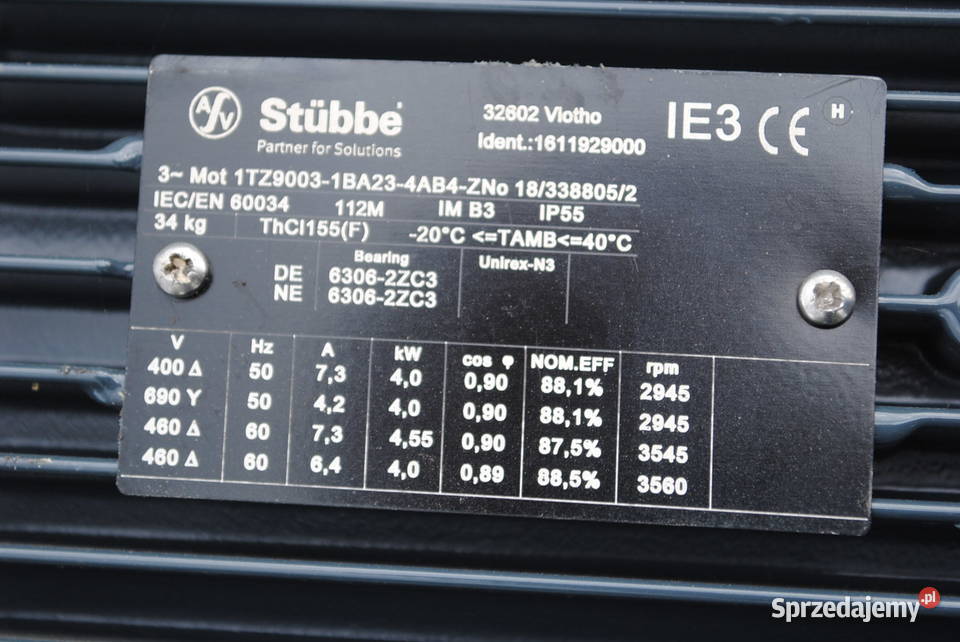 ASV Stübbe
Partner for Solutions
32602 Vlotho
Ident.:1611929000
IE3 CE H
3~ Mot 1TZ9003-1BA23-4AB4-ZNo 18/338805/2
IEC/EN 60034 112M IM B3 IP55
34 kg ThCl155(F) -20°C <=TAMB<=40°C
Bearing Unirex-N3
DE 6306-2ZC3
NE 6306-2ZC3
V Hz A kW cos φ NOM.EFF rpm
400 Δ 50 7,3 4,0 0,90 88,1% 2945
690 Y 50 4,2 4,0 0,90 88,1% 2945
460 Δ 60 7,3 4,55 0,90 87,5% 3545
460 Δ 60 6,4 4,0 0,89 88,5% 3560
Sprzedajemy.pl